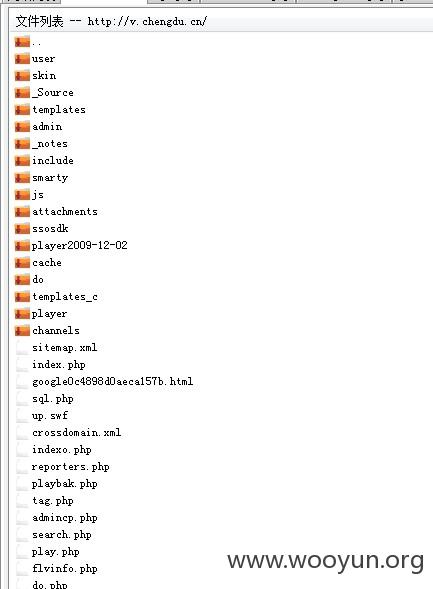 文件列表 -- http://v.chengdu.cn/
..
user
skin
_Source
templates
admin
_notes
include
smarty
js
attachments
ssosdk
player2009-12-02
cache
do
templates_c
player
channels
sitemap.xml
index.php
google0c4898d0aeca157b.html
sql.php
up.swf
crossdomain.xml
indexo.php
reporters.php
playbak.php
tag.php
admincp.php
search.php
play.php
flvinfo.php
do.php
www.wooyun.org